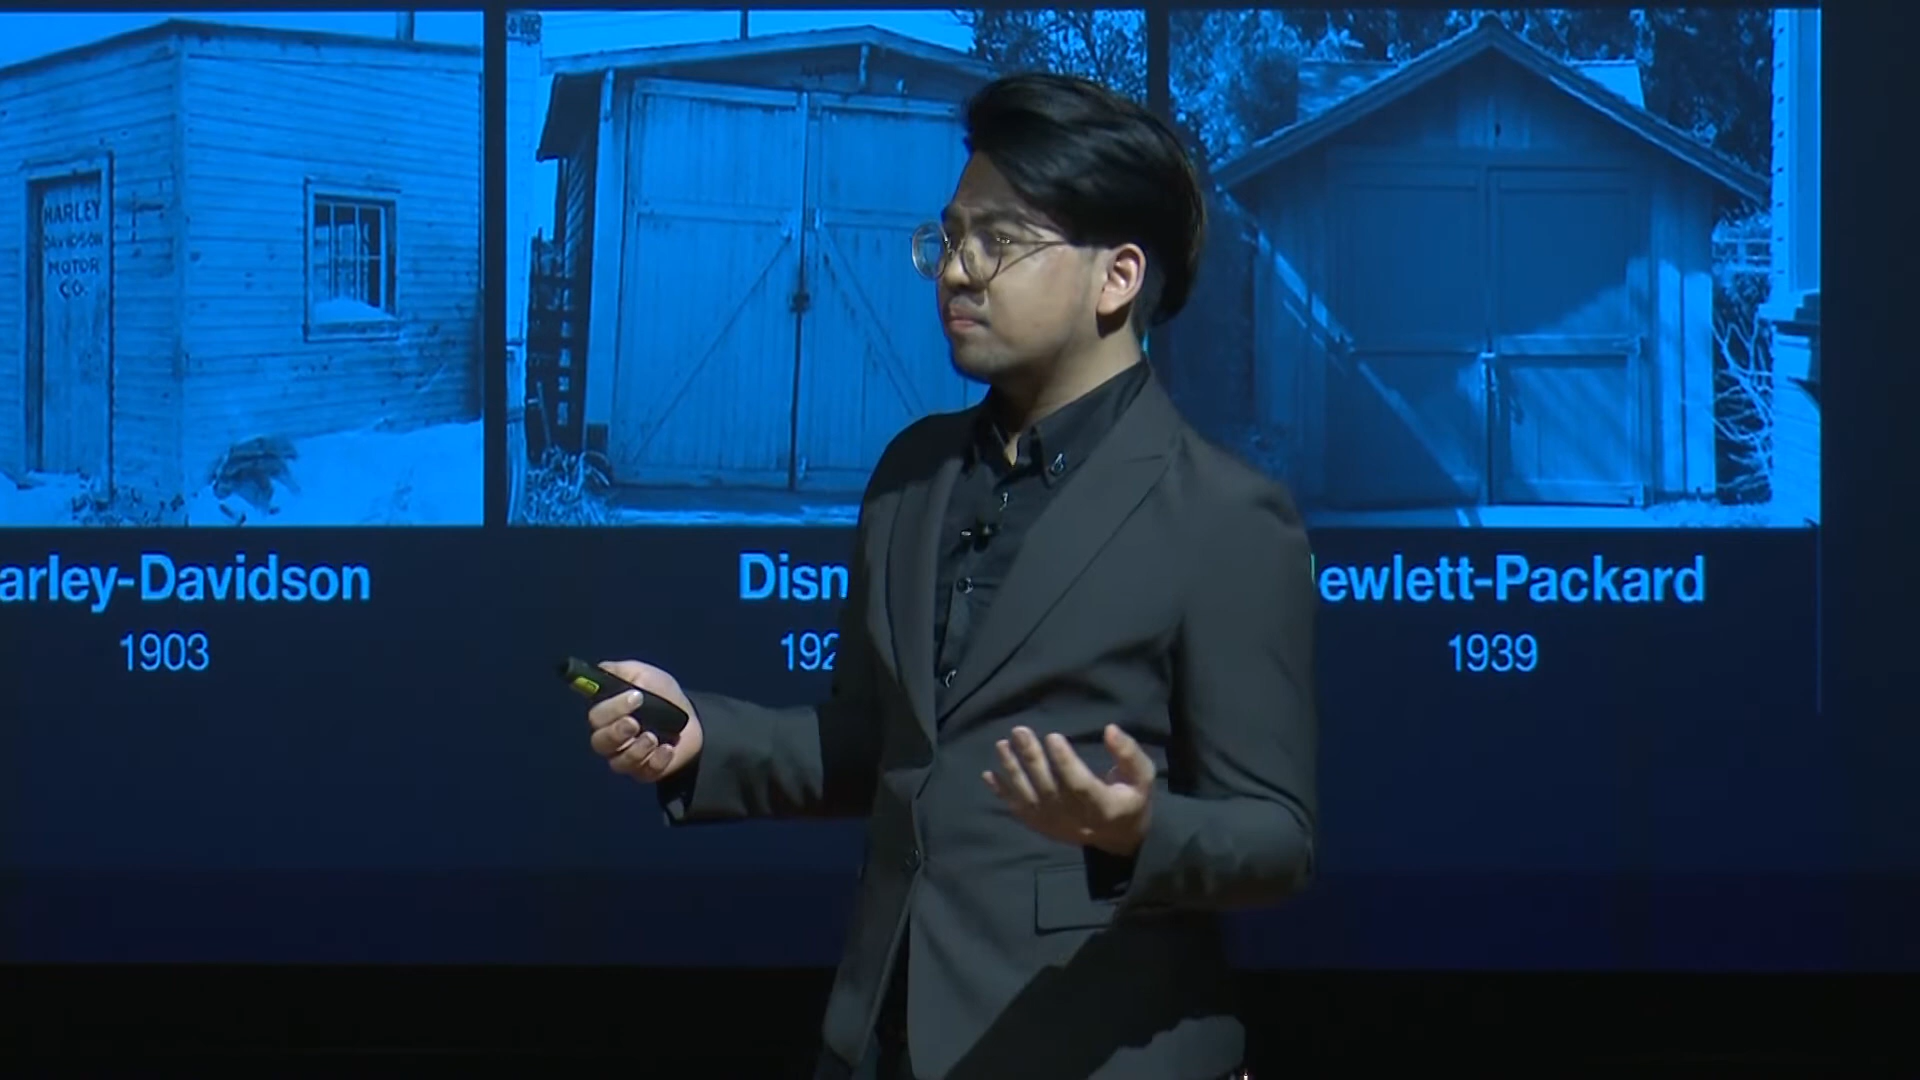 HARLEY
DAVIDSON
MOTOR
CO.
arley-Davidson
1903
Disn
192
ewlett-Packard
1939